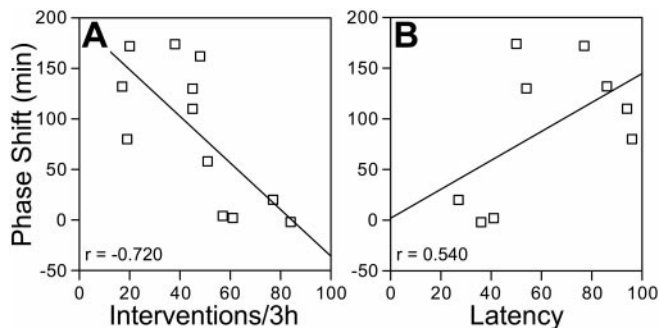 A
B
Phase Shift (min)
200
150
100
50
0
-50
r = -0.720
0 20 40 60 80 100
Interventions/3h
200
150
100
50
0
-50
r = 0.540
0 20 40 60 80 100
Latency